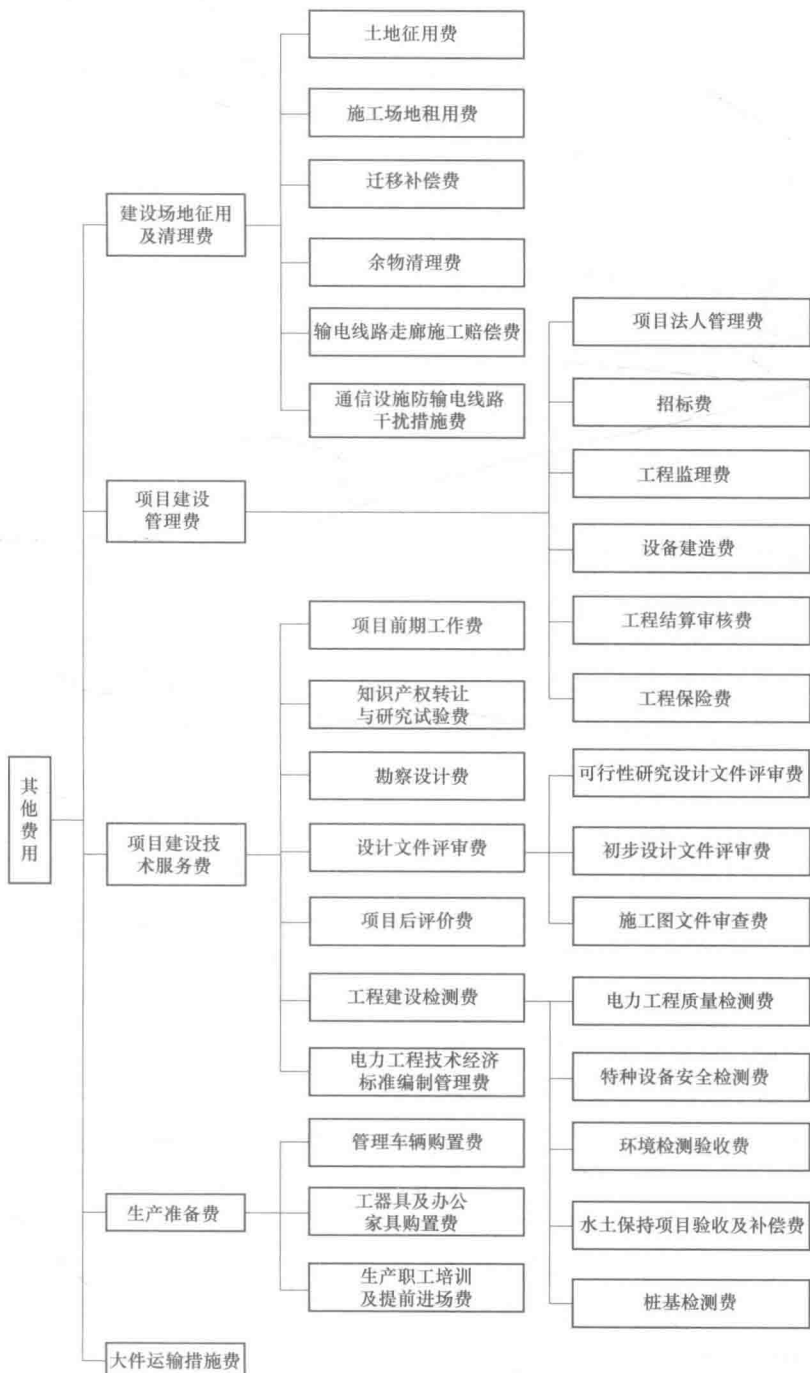 其
他
费
用
建设场地征用
及清理费
土地征用费
施工场地租用费
迁移补偿费
余物清理费
输电线路走廊施工赔偿费
通信设施防输电线路
干扰措施费
项目建设
管理费
项目法人管理费
招标费
工程监理费
设备建造费
工程结算审核费
工程保险费
项目建设技
术服务费
项目前期工作费
知识产权转让
与研究试验费
勘察设计费
设计文件评审费
可行性研究设计文件评审费
初步设计文件评审费
施工图文件审查费
项目后评价费
工程建设检测费
电力工程质量检测费
特种设备安全检测费
环境检测验收费
水土保持项目验收及补偿费
桩基检测费
电力工程技术经济
标准编制管理费
生产准备费
管理车辆购置费
工器具及办公
家具购置费
生产职工培训
及提前进场费
大件运输措施费